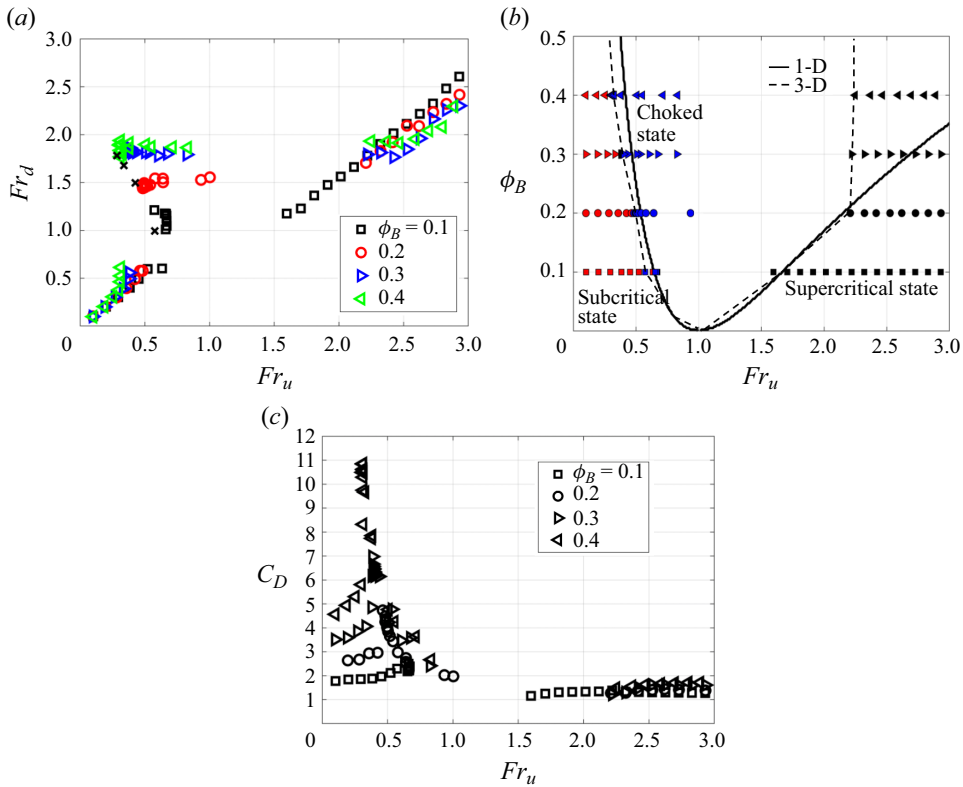 (a)
3.0
2.5
2.0
1.5
1.0
0.5
0
0.5
1.0
1.5
2.0
2.5
3.0
Fr_d
Fr_u
ϕ_B = 0.1
0.2
0.3
0.4
(b)
0.5
0.4
0.3
0.2
0.1
0
0.5
1.0
1.5
2.0
2.5
3.0
ϕ_B
Fr_u
1-D
3-D
Choked
state
Subcritical
state
Supercritical state
(c)
12
11
10
9
8
7
6
5
4
3
2
1
0
0.5
1.0
1.5
2.0
2.5
3.0
C_D
Fr_u
ϕ_B = 0.1
0.2
0.3
0.4